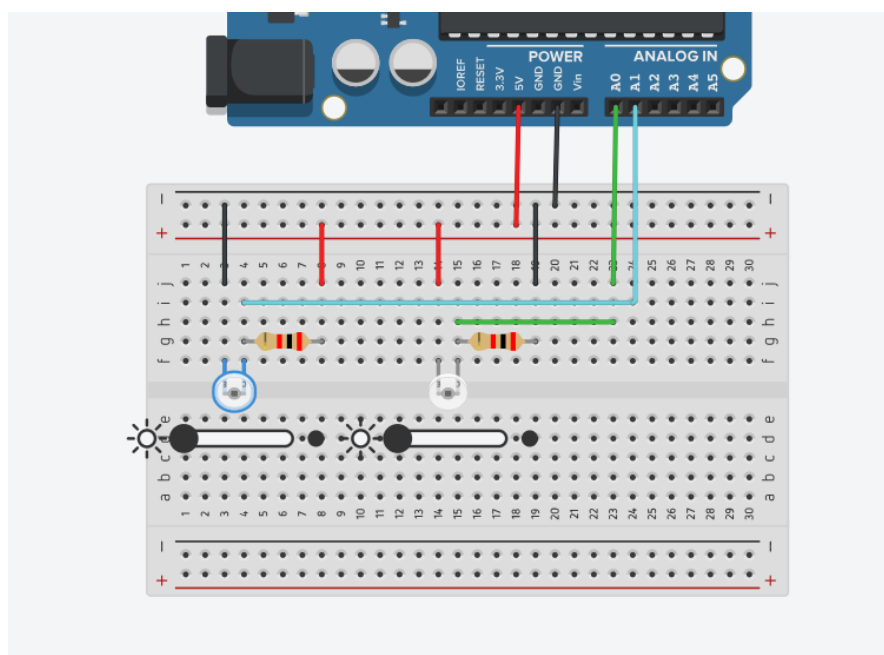 POWER ANALOG IN
IOREF RESET 3.3V 5V GND GND Vin A0 A1 A2 A3 A4 A5
− −
+ +
1 2 3 4 5 6 7 8 9 10 11 12 13 14 15 16 17 18 19 20 21 22 23 24 25 26 27 28 29 30
j j
i i
h h
g g
f f
e e
d d
c c
b b
a a
1 2 3 4 5 6 7 8 9 10 11 12 13 14 15 16 17 18 19 20 21 22 23 24 25 26 27 28 29 30
− −
+ +